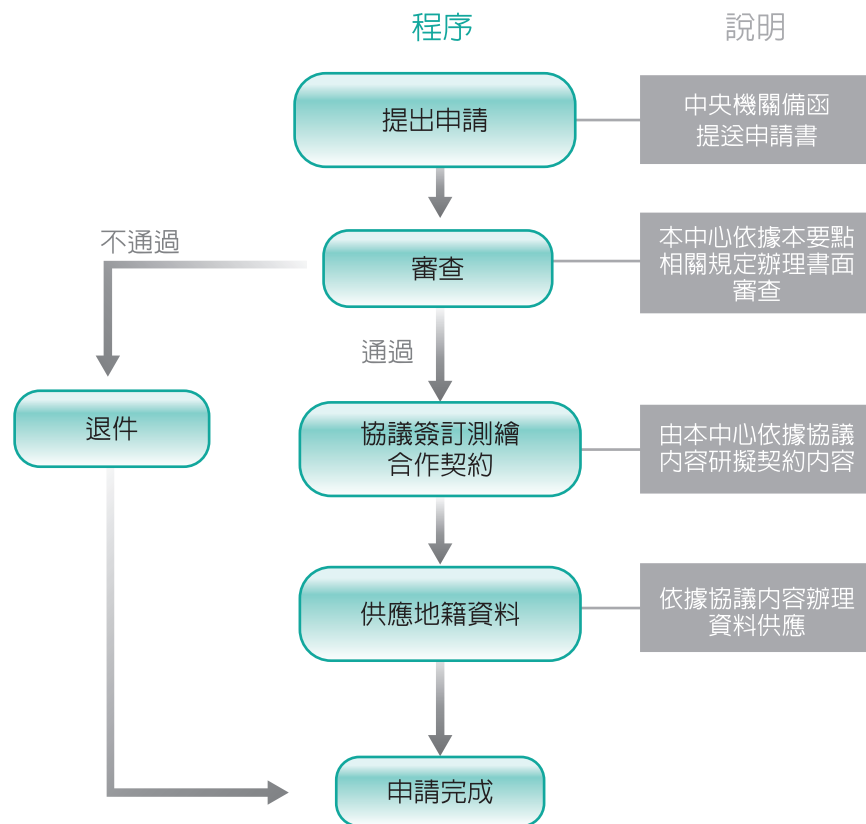 程序
說明
提出申請
中央機關備函
提送申請書
審查
本中心依據本要點
相關規定辦理書面
審查
不通過
通過
退件
協議簽訂測繪
合作契約
由本中心依據協議
內容研擬契約內容
供應地籍資料
依據協議內容辦理
資料供應
申請完成